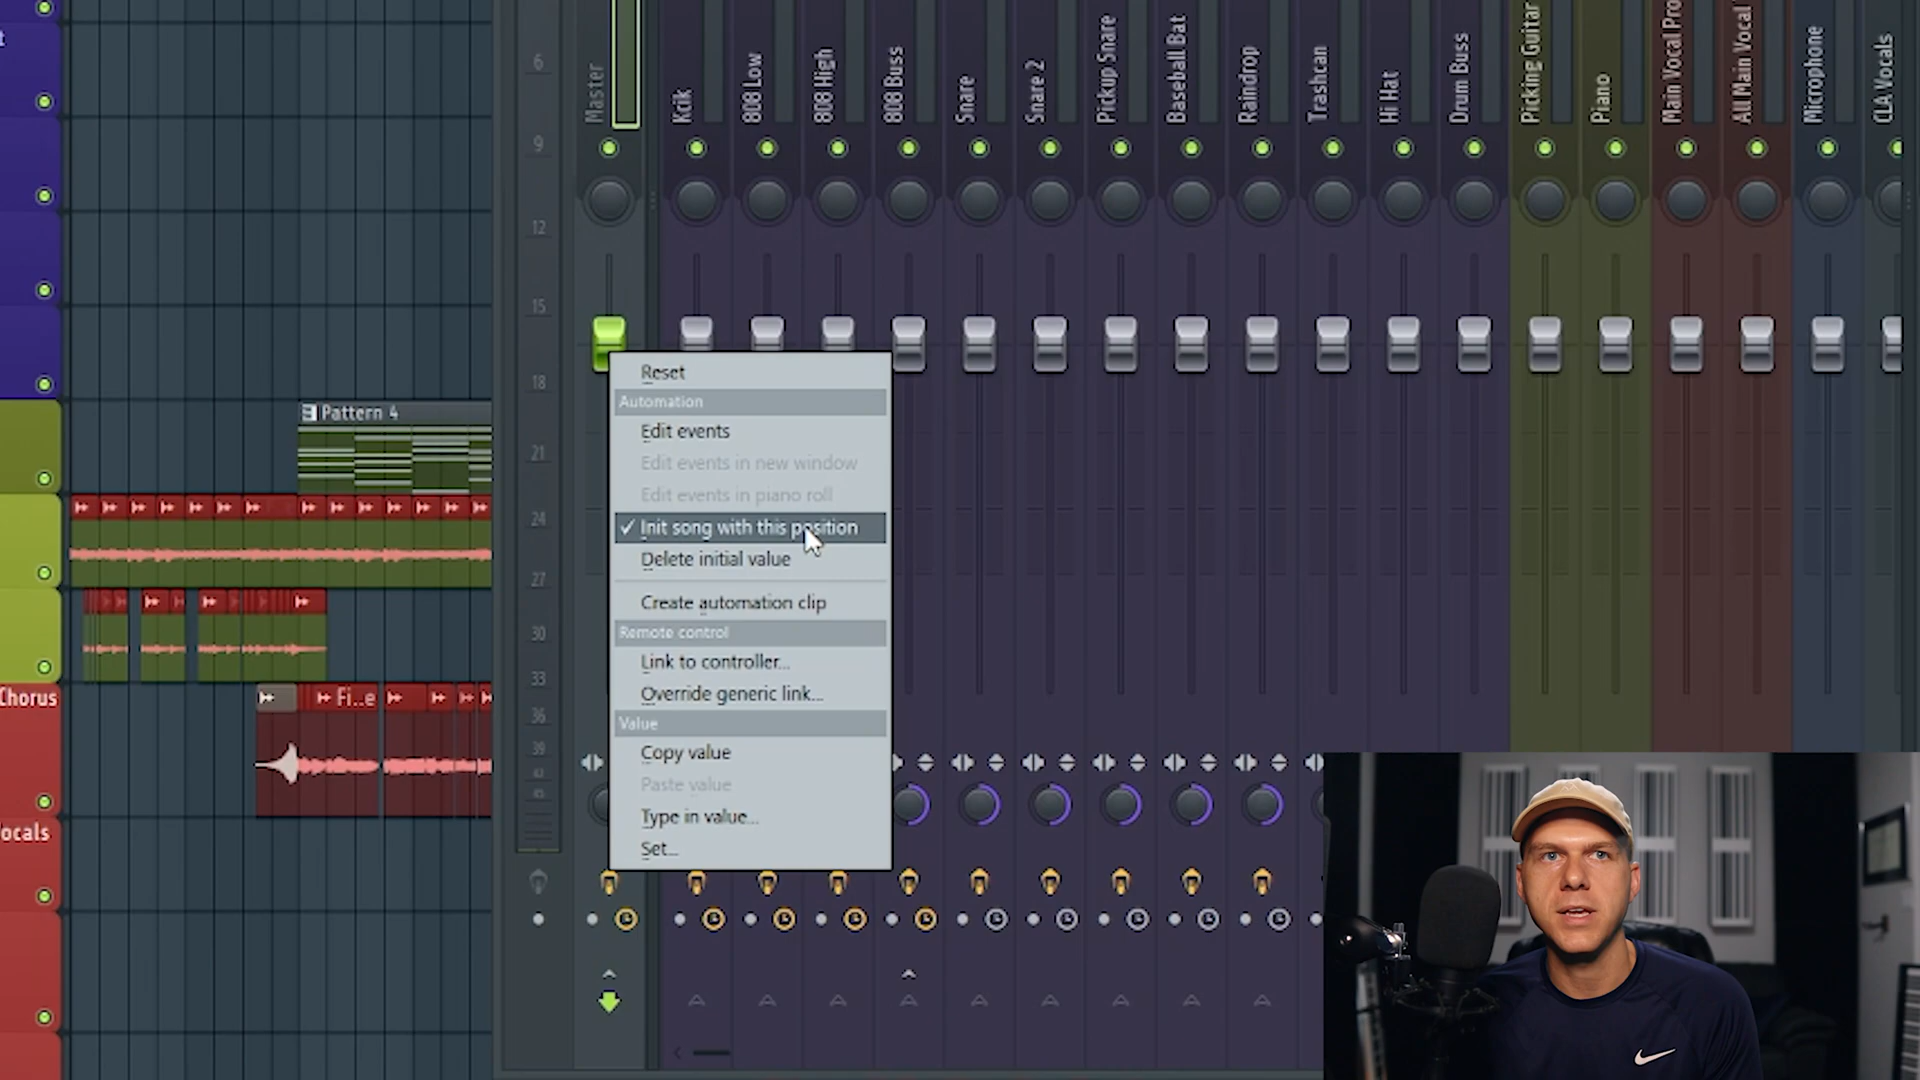 t
Pattern 4
Chorus
Fi..e
ocals
6
9
12
15
18
21
24
27
30
33
36
39
Master
Kcik
808 Low
808 High
808 Buss
Snare
Snare 2
Pickup Snare
Baseball Bat
Raindrop
Trashcan
Hi Hat
Drum Buss
Picking Guitar
Piano
Main Vocal Pro
All Main Vocal
Microphone
CLA Vocals
Reset
Automation
Edit events
Edit events in new window
Edit events in piano roll
✓ Init song with this position
Delete initial value
Create automation clip
Remote control
Link to controller...
Override generic link...
Value
Copy value
Paste value
Type in value...
Set...